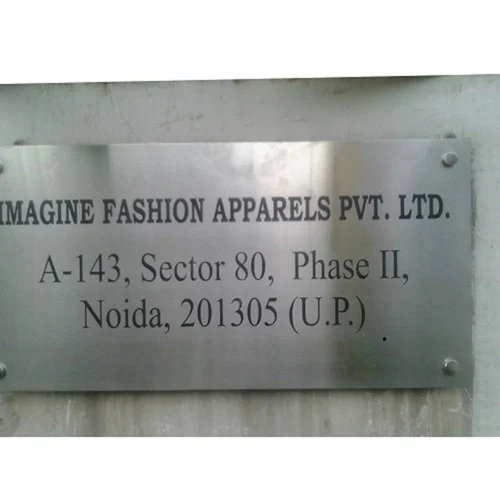 IMAGINE FASHION APPARELS PVT. LTD.
A-143, Sector 80, Phase II,
Noida, 201305 (U.P.)